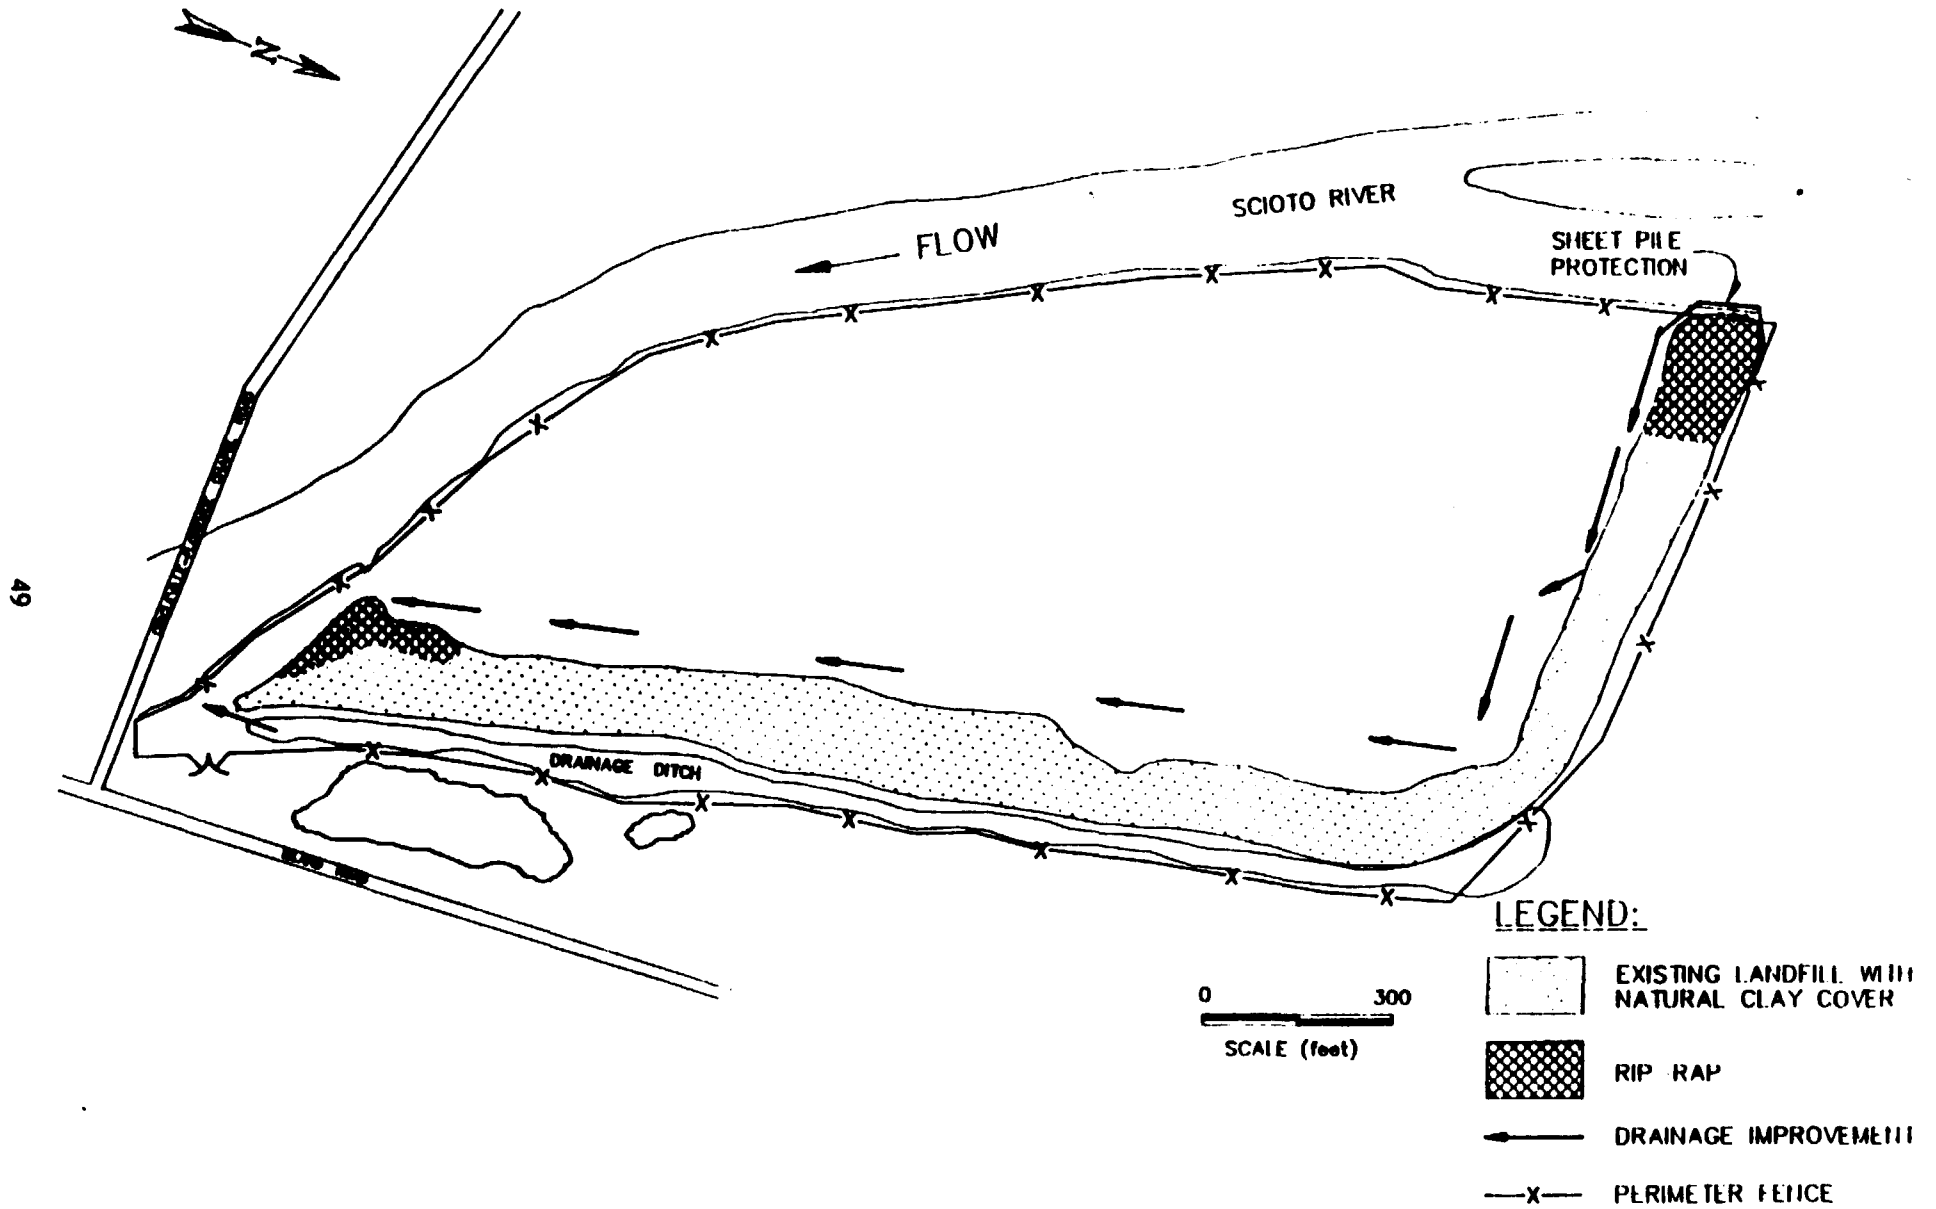 N
SCIOTO RIVER
FLOW
SHEET PILE
PROTECTION
49
DRAINAGE DITCH
LEGEND:
EXISTING LANDFILL WITH
NATURAL CLAY COVER
0 300
SCALE (feet)
RIP RAP
DRAINAGE IMPROVEMENT
X PERIMETER FENCE